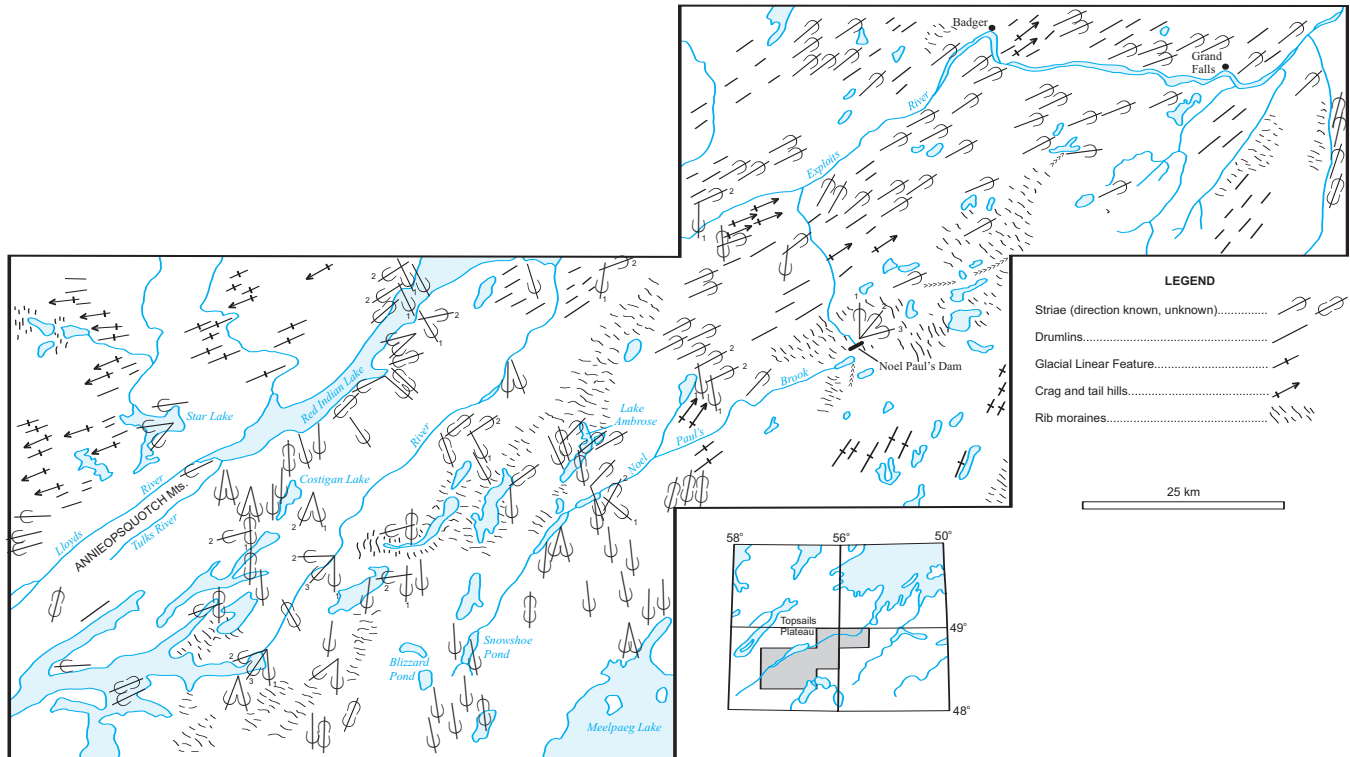 Badger
Grand
Falls
River
Exploits
Noel Paul's Dam
Brook
Paul's
Noel
Lake
Ambrose
Red Indian Lake
River
Star Lake
Costigan Lake
River
Lloyds
ANNIEOPSQUOTCH Mts.
Tulks River
Snowshoe
Pond
Blizzard
Pond
Meelpaeg Lake
LEGEND
Striae (direction known, unknown)
Drumlins
Glacial Linear Feature
Crag and tail hills
Rib moraines
25 km
58°
56°
50°
Topsails
Plateau
49°
48°